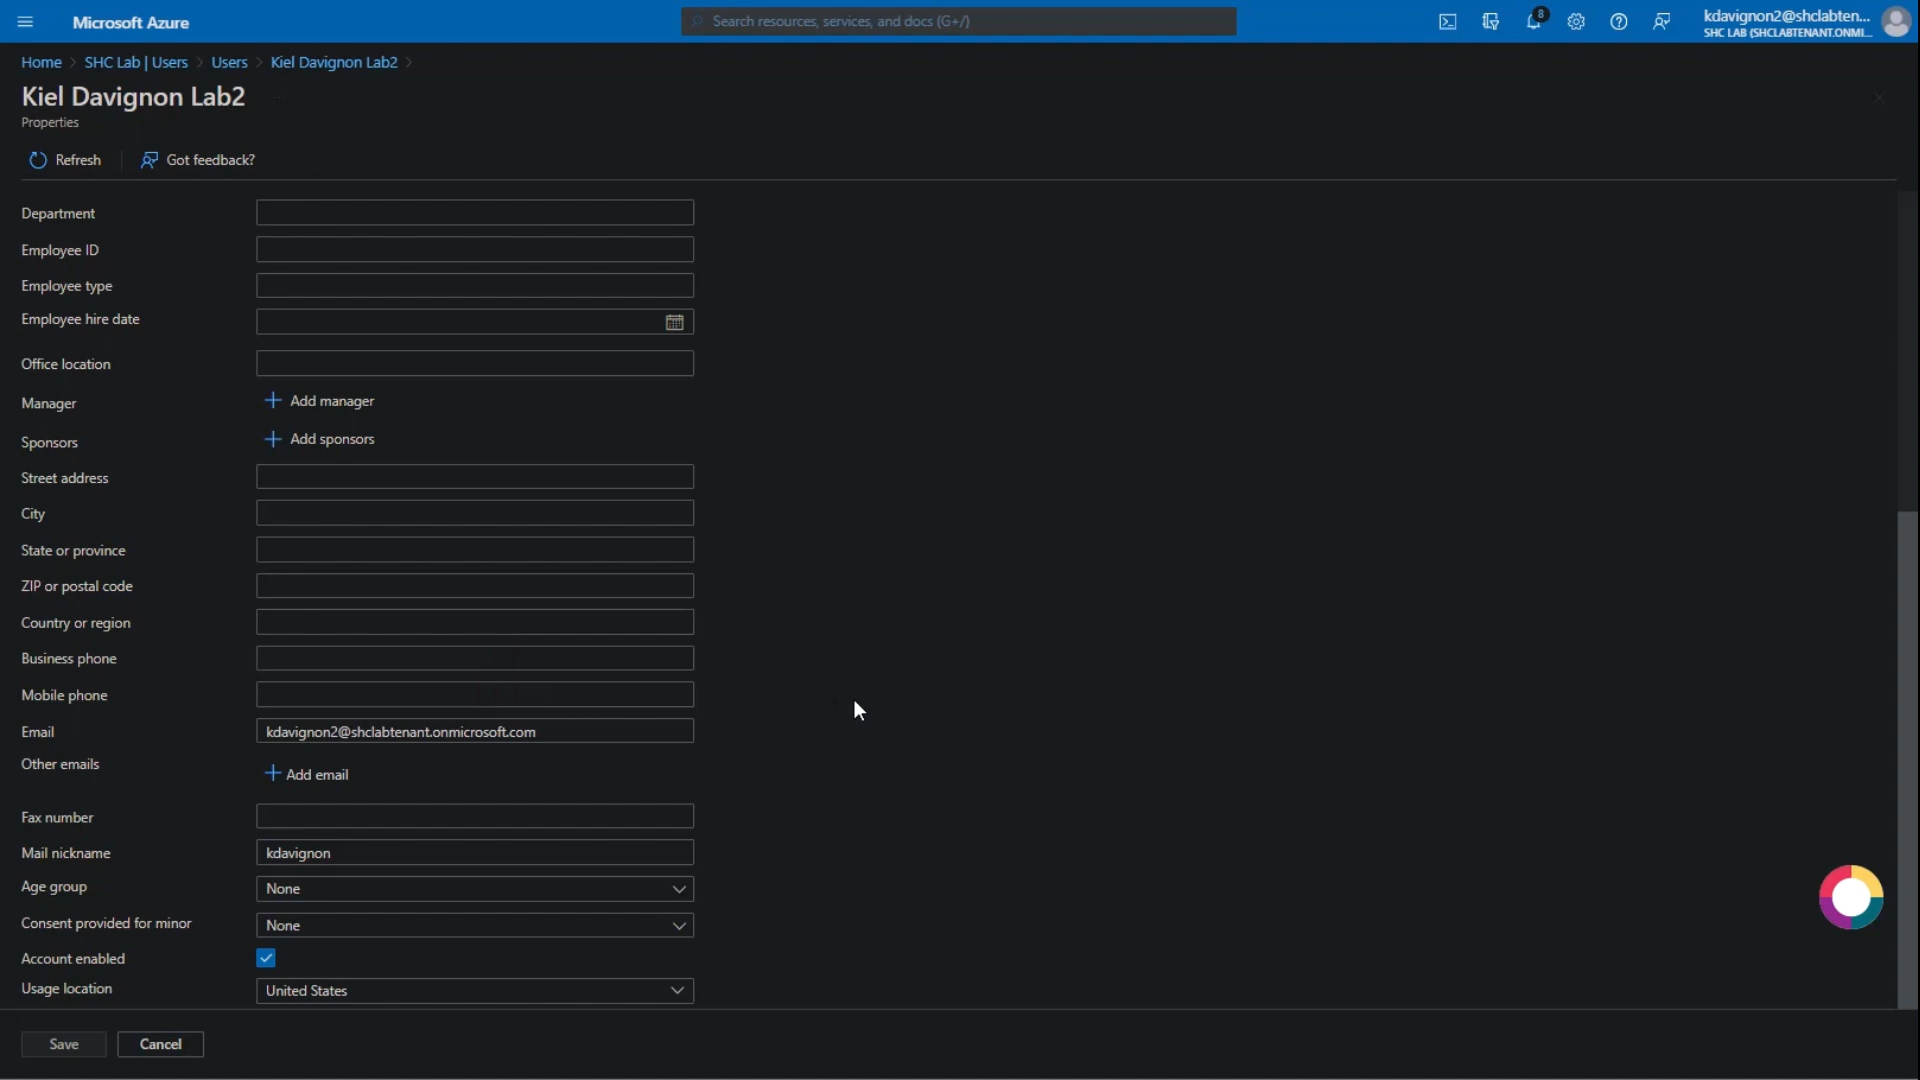 Microsoft Azure
Search resources, services, and docs (G+/)
8
kdavignon2@shclabten...
SHC LAB (SHCLABTENANT.ONMI...
Home > SHC Lab | Users > Users > Kiel Davignon Lab2 >
Kiel Davignon Lab2
Properties
Refresh
Got feedback?
Department
Employee ID
Employee type
Employee hire date
Office location
Manager
Add manager
Sponsors
Add sponsors
Street address
City
State or province
ZIP or postal code
Country or region
Business phone
Mobile phone
Email
kdavignon2@shclabtenant.onmicrosoft.com
Other emails
Add email
Fax number
Mail nickname
kdavignon
Age group
None
Consent provided for minor
None
Account enabled
Usage location
United States
Save
Cancel